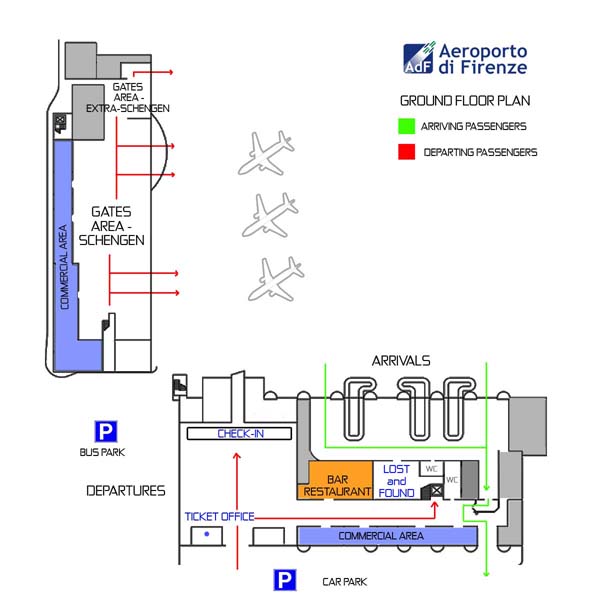 AdF
Aeroporto
di Firenze
GROUND FLOOR PLAN
ARRIVING PASSENGERS
DEPARTING PASSENGERS
GATES
AREA -
EXTRA-SCHENGEN
GATES
AREA -
SCHENGEN
COMMERCIAL AREA
ARRIVALS
P
BUS PARK
CHECK-IN
DEPARTURES
BAR
RESTAURANT
LOST
and
FOUND
WC
WC
TICKET OFFICE
COMMERCIAL AREA
P
CAR PARK